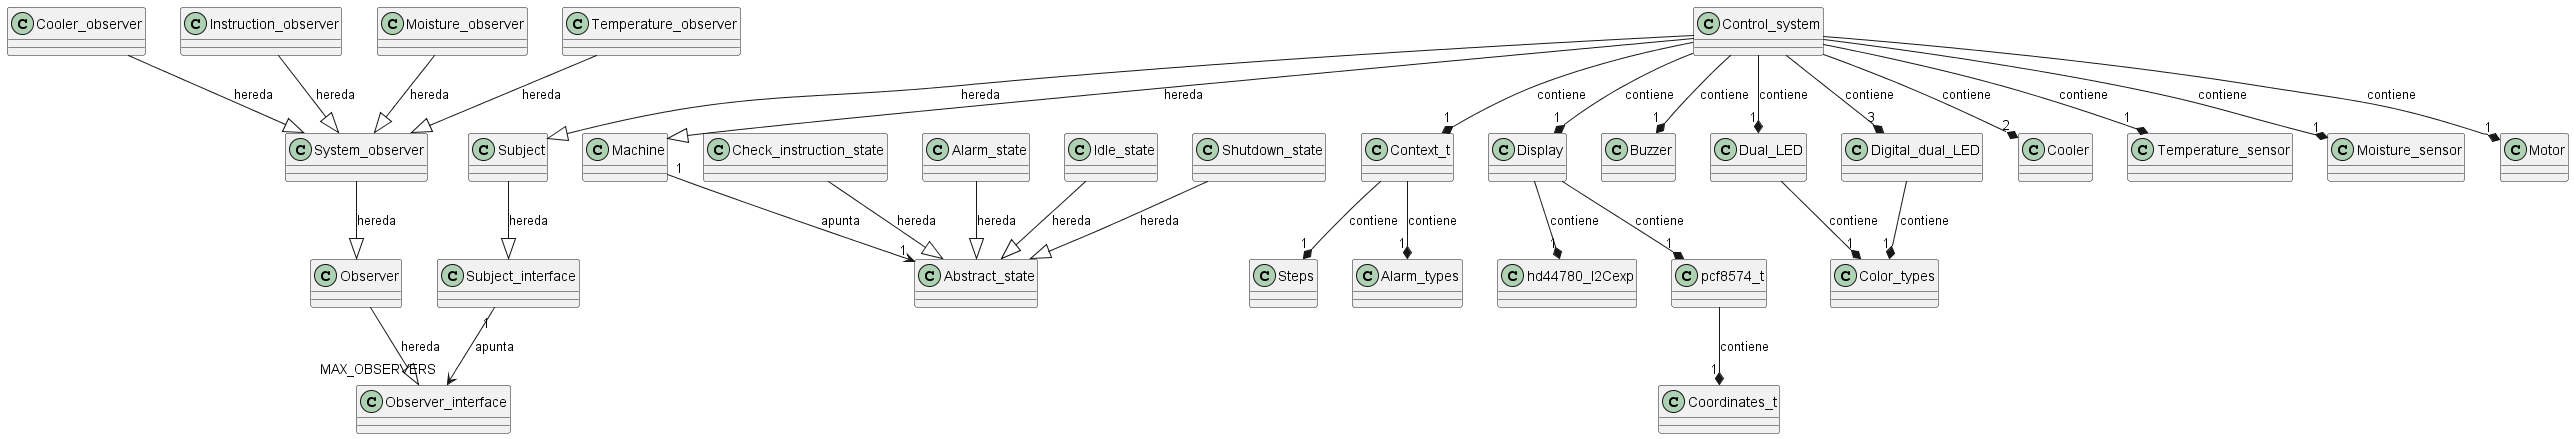 C Cooler_observer
C Instruction_observer
C Moisture_observer
C Temperature_observer
C Control_system
hereda
hereda
hereda
hereda
hereda
hereda
contiene
contiene
contiene
contiene
contiene
contiene
contiene
contiene
contiene
1
1
1
1
3
2
1
1
1
C System_observer
C Subject
C Machine
C Check_instruction_state
C Alarm_state
C Idle_state
C Shutdown_state
C Context_t
C Display
C Buzzer
C Dual_LED
C Digital_dual_LED
C Cooler
C Temperature_sensor
C Moisture_sensor
C Motor
1
hereda
hereda
apunta
hereda
hereda
hereda
hereda
contiene
contiene
contiene
contiene
contiene
contiene
1
1
1
1
1
1
1
C Observer
C Subject_interface
C Abstract_state
C Steps
C Alarm_types
C hd44780_I2Cexp
C pcf8574_t
C Color_types
1
hereda
apunta
contiene
MAX_OBSERVERS
1
C Observer_interface
C Coordinates_t